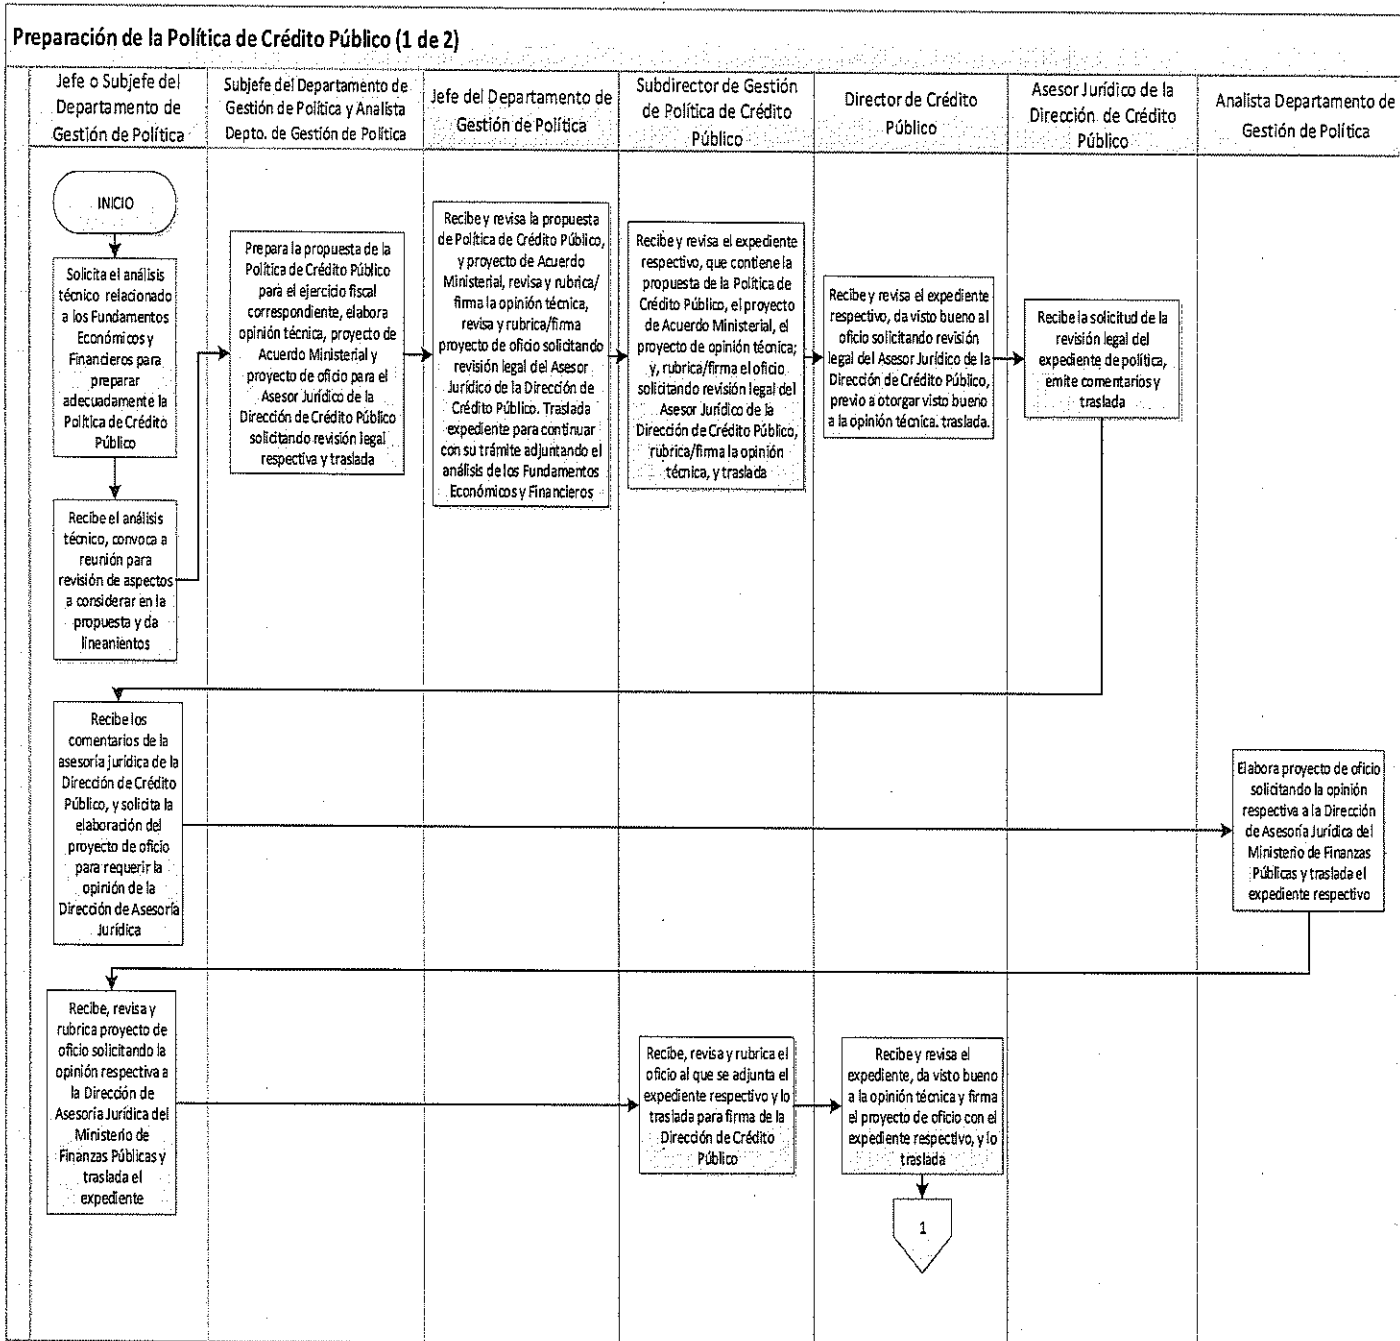 Preparación de la Política de Crédito Público (1 de 2)
Jefe o Subjefe del
Departamento de
Gestión de Política
Subjefe del Departamento de
Gestión de Política y Analista
Depto. de Gestión de Política
Jefe del Departamento de
Gestión de Política
Subdirector de Gestión
de Política de Crédito
Público
Director de Crédito
Público
Asesor Jurídico de la
Dirección de Crédito
Público
Analista Departamento de
Gestión de Política
INICIO
Solicita el análisis
técnico relacionado
a los Fundamentos
Económicos y
Financieros para
preparar
adecuadamente la
Política de Crédito
Público
Recibe el análisis
técnico, convoca a
reunión para
revisión de aspectos
a considerar en la
propuesta y da
lineanientos
Prepara la propuesta de la
Política de Crédito Público
para el ejercicio fiscal
correspondiente, elabora
opinión técnica, proyecto de
Acuerdo Ministerial y
proyecto de oficio para el
Asesor Jurídico de la
Dirección de Crédito Público
solicitando revisión legal
respectiva y traslada
Recibe y revisa la propuesta
de Política de Crédito Público,
y proyecto de Acuerdo
Ministerial, revisa y rubrica/
firma la opinión técnica,
revisa y rubrica/firma
proyecto de oficio solicitando
revisión legal del Asesor
Jurídico de la Dirección de
Crédito Público. Traslada
expediente para continuar
con su trámite adjuntando el
análisis de los Fundamentos
Económicos y Financieros
Recibe y revisa el expediente
respectivo, que contiene la
propuesta de la Política de
Crédito Público, el proyecto
de Acuerdo Ministerial, el
proyecto de opinión técnica;
y, rubrica/firma el oficio
solicitando revisión legal del
Asesor Jurídico de la
Dirección de Crédito Público,
rubrica/firma la opinión
técnica, y traslada
Recibe y revisa el expediente
respectivo, da visto bueno al
oficio solicitando revisión
legal del Asesor Jurídico de la
Dirección de Crédito Público,
previo a otorgar visto bueno
a la opinión técnica. traslada.
Recibe la solicitud de la
revisión legal del
expediente de política,
emite comentarios y
traslada
Recibe los
comentarios de la
asesoría jurídica de la
Dirección de Crédito
Público, y solicita la
elaboración del
proyecto de oficio
para requerir la
opinión de la
Dirección de Asesoría
Jurídica
Elabora proyecto de oficio
solicitando la opinión
respectiva a la Dirección
de Asesoría Jurídica del
Ministerio de Finanzas
Públicas y traslada el
expediente respectivo
Recibe, revisa y
rubrica proyecto de
oficio solicitando la
opinión respectiva a
la Dirección de
Asesoría Jurídica del
Ministerio de
Finanzas Públicas y
traslada el
expediente
Recibe, revisa y rubrica el
oficio al que se adjunta el
expediente respectivo y lo
traslada para firma de la
Dirección de Crédito
Público
Recibe y revisa el
expediente, da visto bueno
a la opinión técnica y firma
el proyecto de oficio con el
expediente respectivo, y lo
traslada
1